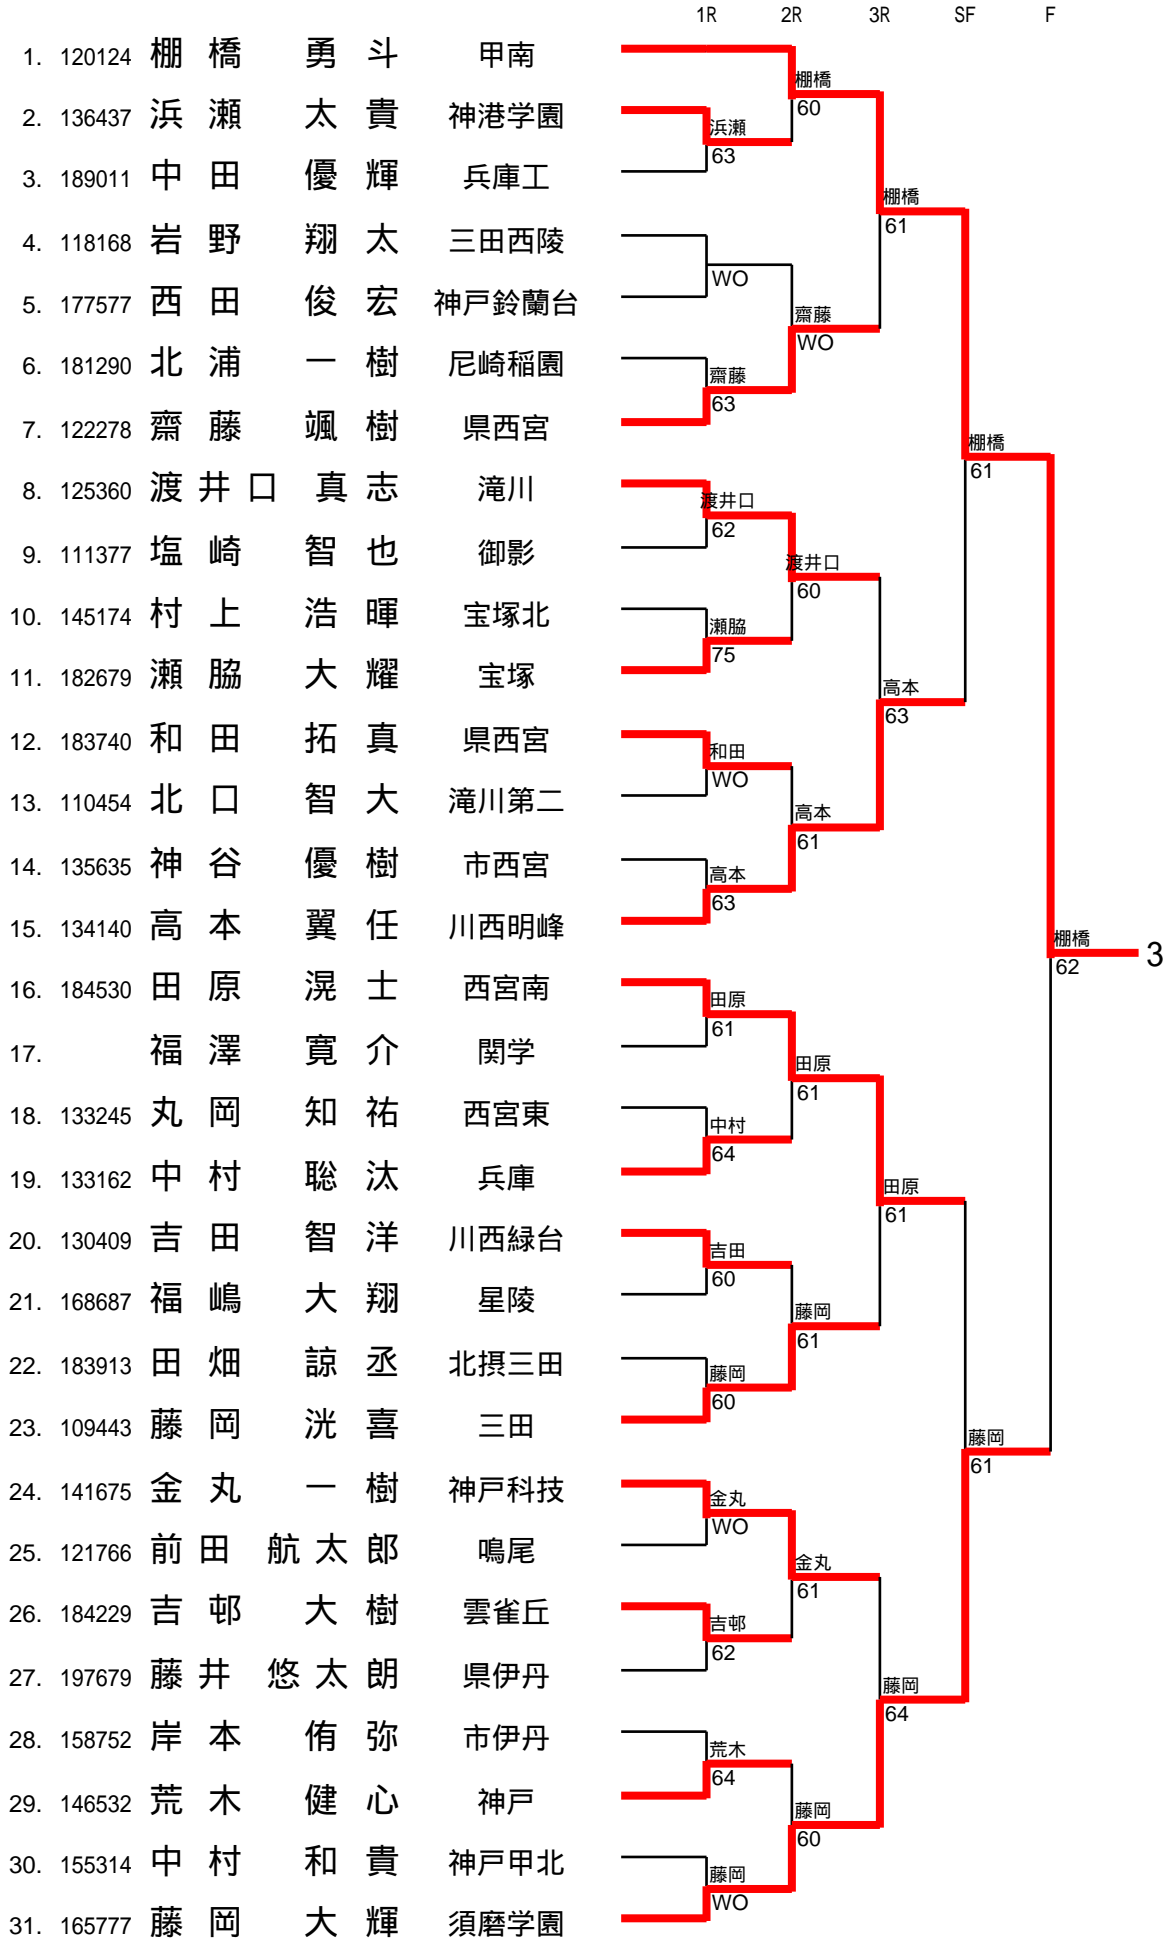 1R 2R 3R SF F
1. 120124 棚橋 勇斗 甲南
2. 136437 浜瀬 太貴 神港学園
3. 189011 中田 優輝 兵庫工
4. 118168 岩野 翔太 三田西陵
5. 177577 西田 俊宏 神戸鈴蘭台
6. 181290 北浦 一樹 尼崎稲園
7. 122278 齋藤 颯樹 県西宮
8. 125360 渡井口 真志 滝川
9. 111377 塩崎 智也 御影
10. 145174 村上 浩暉 宝塚北
11. 182679 瀬脇 大耀 宝塚
12. 183740 和田 拓真 県西宮
13. 110454 北口 智大 滝川第二
14. 135635 神谷 優樹 市西宮
15. 134140 高本 翼任 川西明峰
16. 184530 田原 滉士 西宮南
17. 福澤 寛介 関学
18. 133245 丸岡 知祐 西宮東
19. 133162 中村 聡汰 兵庫
20. 130409 吉田 智洋 川西緑台
21. 168687 福嶋 大翔 星陵
22. 183913 田畑 諒丞 北摂三田
23. 109443 藤岡 洸喜 三田
24. 141675 金丸 一樹 神戸科技
25. 121766 前田 航太郎 鳴尾
26. 184229 吉邨 大樹 雲雀丘
27. 197679 藤井 悠太朗 県伊丹
28. 158752 岸本 侑弥 市伊丹
29. 146532 荒木 健心 神戸
30. 155314 中村 和貴 神戸甲北
31. 165777 藤岡 大輝 須磨学園
浜瀬
63
WO
齋藤
63
渡井口
62
瀬脇
75
和田
WO
高本
63
田原
61
中村
64
吉田
60
藤岡
60
金丸
WO
吉邨
62
荒木
64
藤岡
WO
棚橋
60
齋藤
WO
渡井口
60
高本
61
田原
61
藤岡
61
金丸
61
藤岡
60
棚橋
61
高本
63
田原
61
藤岡
64
棚橋
61
藤岡
61
棚橋
62
3